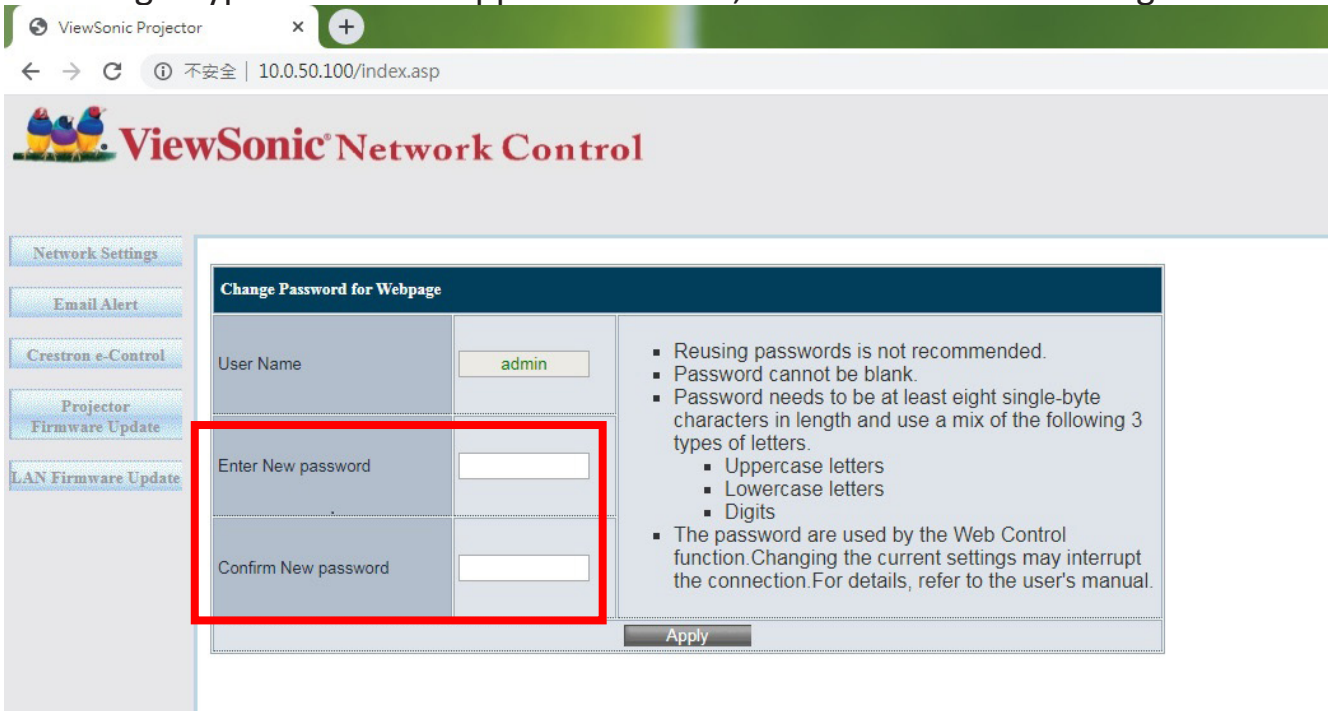 ViewSonic Projector
不安全 | 10.0.50.100/index.asp
ViewSonic® Network Control
Network Settings
Email Alert
Crestron e-Control
Projector
Firmware Update
LAN Firmware Update
Change Password for Webpage
User Name
admin
Enter New password
Confirm New password
Reusing passwords is not recommended.
Password cannot be blank.
Password needs to be at least eight single-byte
characters in length and use a mix of the following 3
types of letters.
Uppercase letters
Lowercase letters
Digits
The password are used by the Web Control
function.Changing the current settings may interrupt
the connection.For details, refer to the user's manual.
Apply